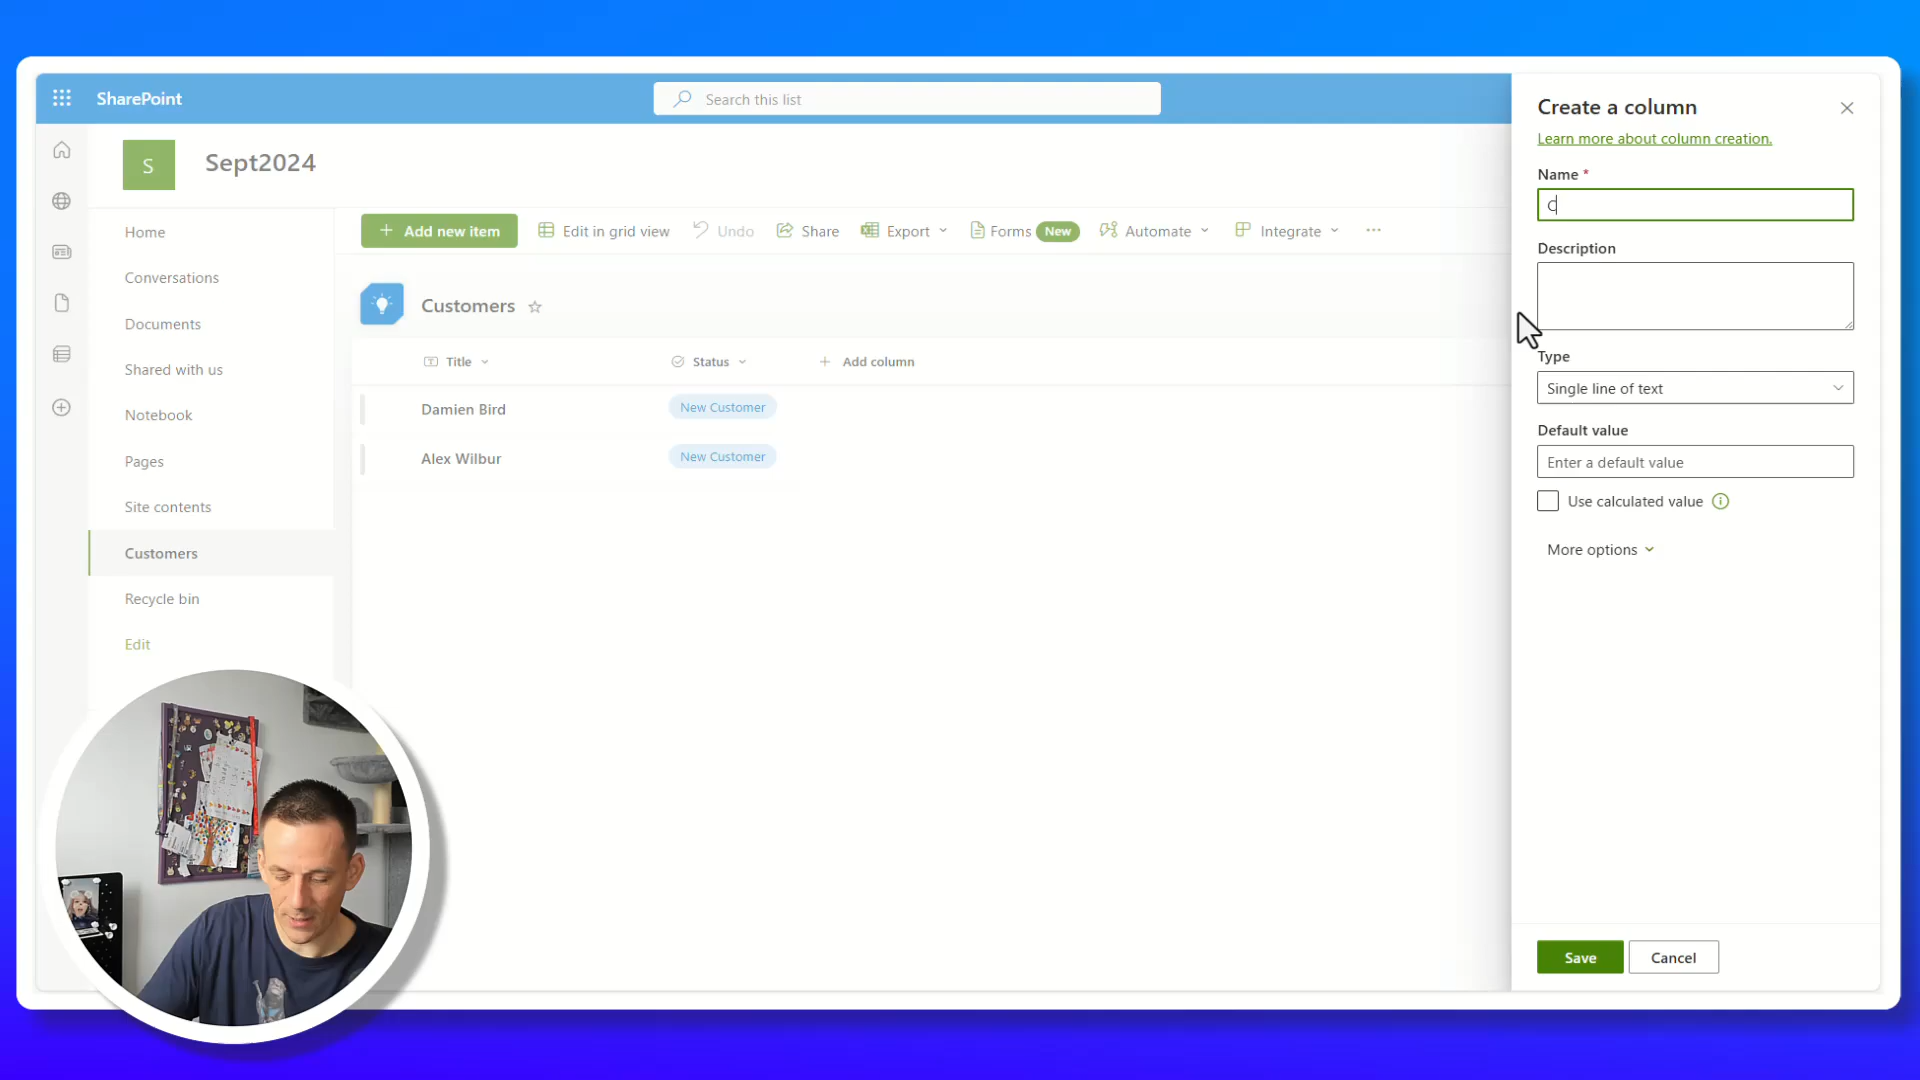 SharePoint
Search this list
S
Sept2024
Home
Conversations
Documents
Shared with us
Notebook
Pages
Site contents
Customers
Recycle bin
Edit
Add new item
Edit in grid view
Undo
Share
Export
Forms New
Automate
Integrate
Customers
Title
Status
Add column
Damien Bird
New Customer
Alex Wilbur
New Customer
Create a column
Learn more about column creation.
Name *
C
Description
Type
Single line of text
Default value
Enter a default value
Use calculated value
More options
Save
Cancel